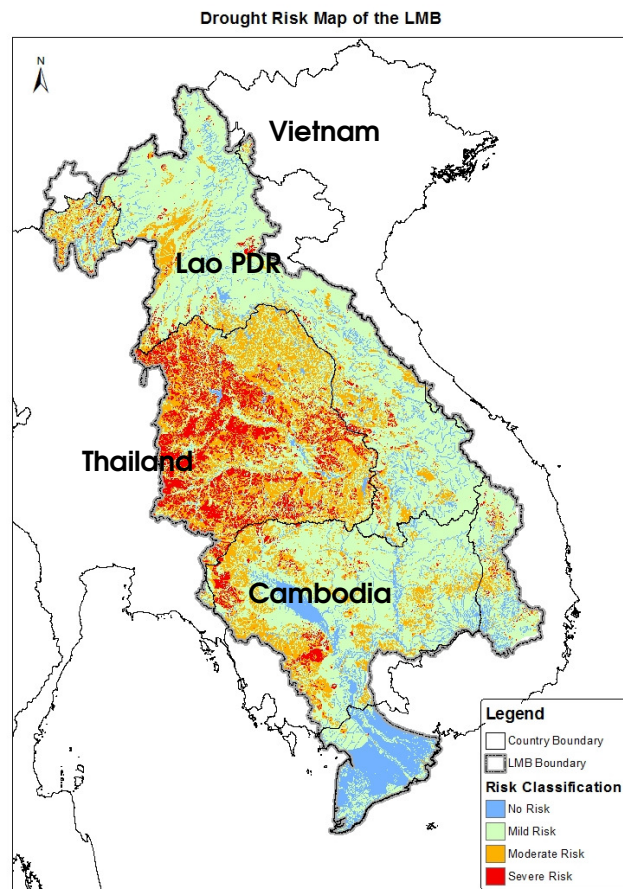 Drought Risk Map of the LMB
N
Vietnam
Lao PDR
Thailand
Cambodia
Legend
Country Boundary
LMB Boundary
Risk Classification
No Risk
Mild Risk
Moderate Risk
Severe Risk